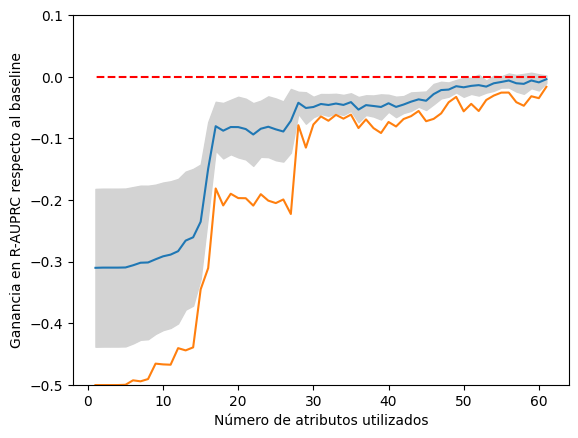 Ganancia en R-AUPRC respecto al baseline
0.1
0.0
−0.1
−0.2
−0.3
−0.4
−0.5
0 10 20 30 40 50 60
Número de atributos utilizados